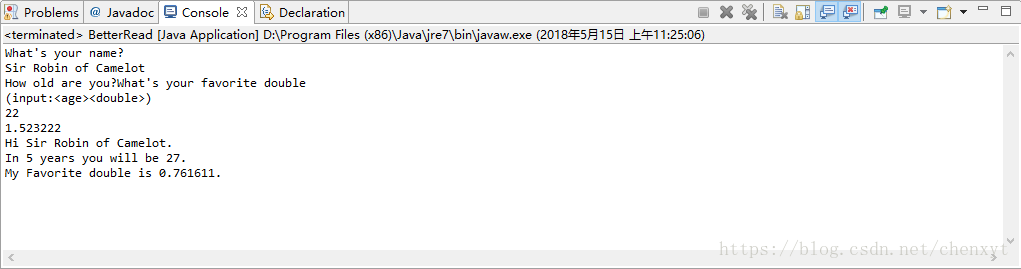 Problems @ Javadoc Console Declaration
<terminated> BetterRead [Java Application] D:\Program Files (x86)\Java\jre7\bin\javaw.exe (2018年5月15日 上午11:25:06)
What's your name?
Sir Robin of Camelot
How old are you?What's your favorite double
(input:<age><double>)
22
1.523222
Hi Sir Robin of Camelot.
In 5 years you will be 27.
My Favorite double is 0.761611.
https://blog.csdn.net/chenxyt